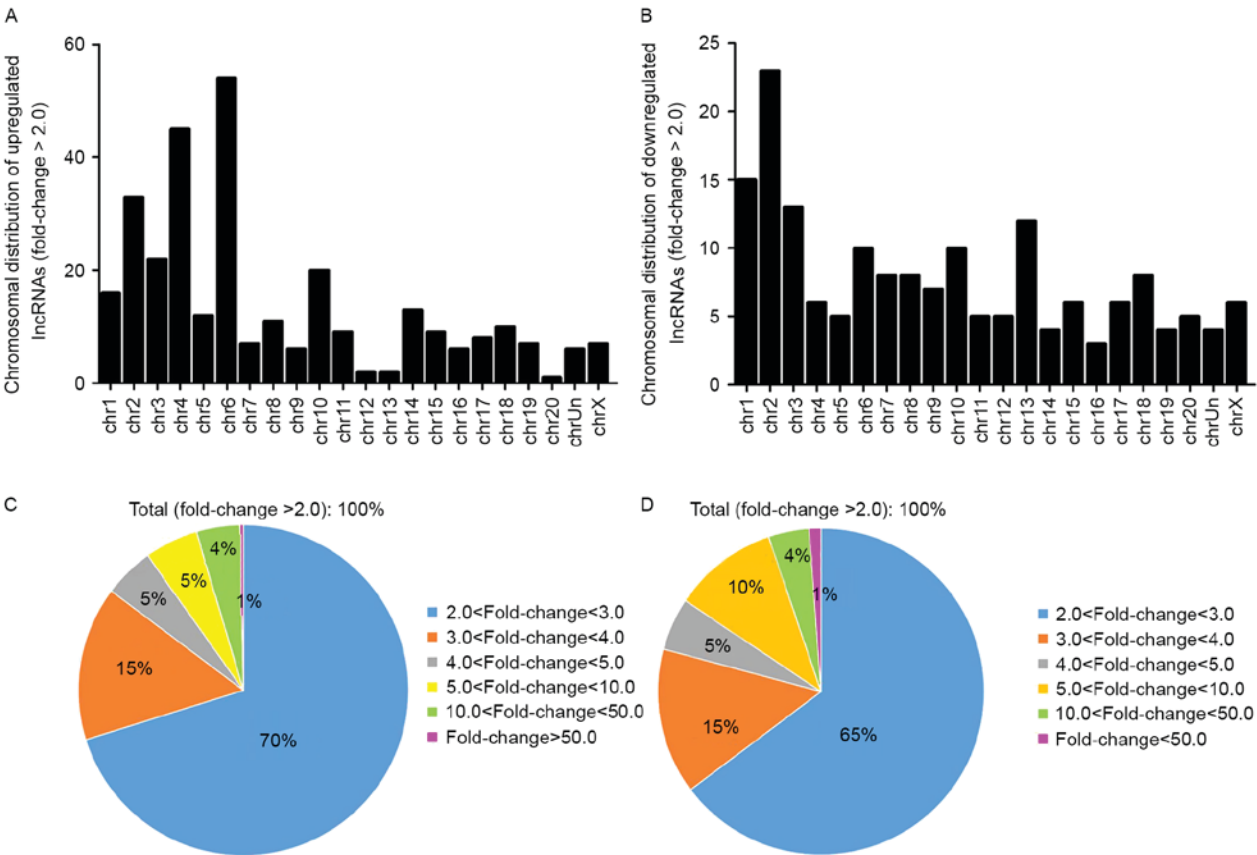 A
Chromosomal distribution of upregulated
lncRNAs (fold-change > 2.0)
60
40
20
0
chr1
chr2
chr3
chr4
chr5
chr6
chr7
chr8
chr9
chr10
chr11
chr12
chr13
chr14
chr15
chr16
chr17
chr18
chr19
chr20
chrUn
chrX
B
Chromosomal distribution of downregulated
lncRNAs (fold-change > 2.0)
25
20
15
10
5
0
chr1
chr2
chr3
chr4
chr5
chr6
chr7
chr8
chr9
chr10
chr11
chr12
chr13
chr14
chr15
chr16
chr17
chr18
chr19
chr20
chrUn
chrX
C
Total (fold-change >2.0): 100%
4%
5%
1%
5%
15%
70%
2.0<Fold-change<3.0
3.0<Fold-change<4.0
4.0<Fold-change<5.0
5.0<Fold-change<10.0
10.0<Fold-change<50.0
Fold-change>50.0
D
Total (fold-change >2.0): 100%
4%
10%
1%
5%
15%
65%
2.0<Fold-change<3.0
3.0<Fold-change<4.0
4.0<Fold-change<5.0
5.0<Fold-change<10.0
10.0<Fold-change<50.0
Fold-change<50.0